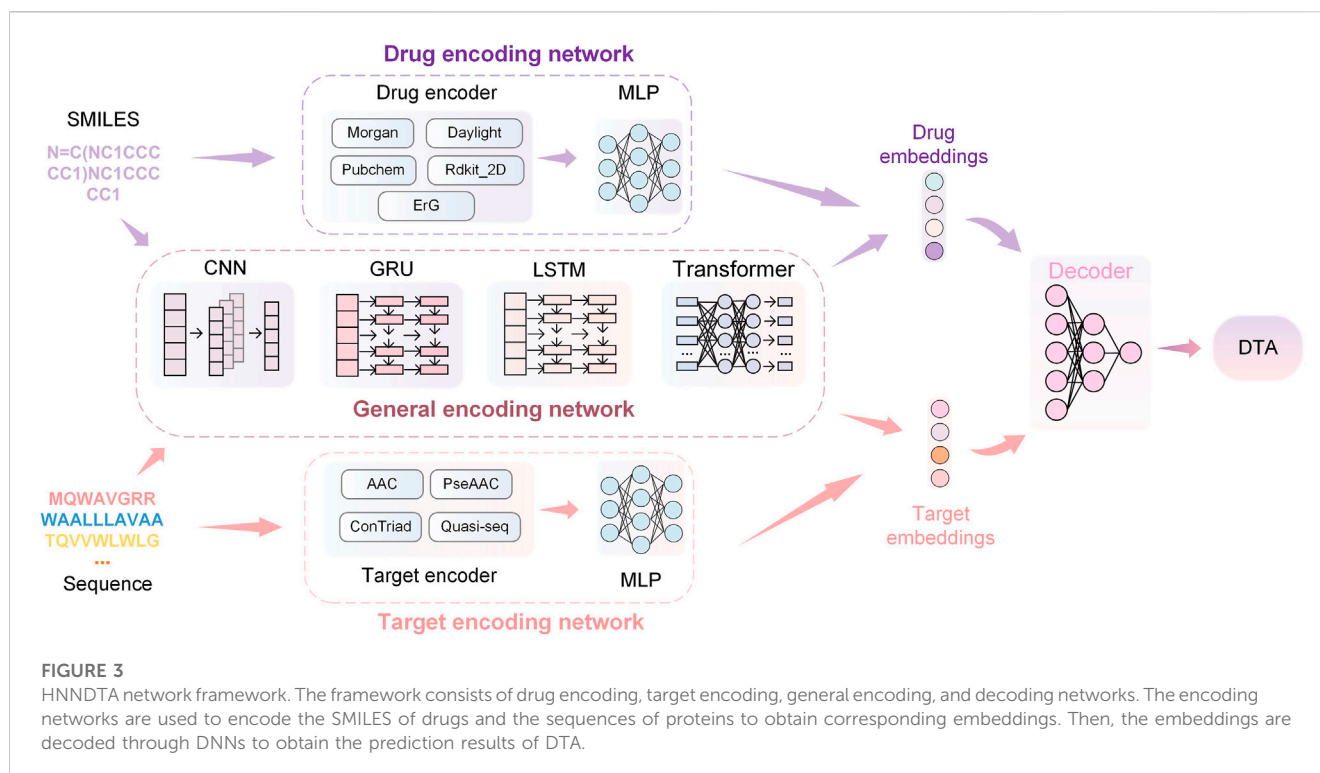 Drug encoding network
Drug encoder
MLP
SMILES
N=C(NC1CCC
CC1)NC1CCC
CC1
Morgan
Daylight
Pubchem
Rdkit_2D
ErG
Drug
embeddings
CNN
GRU
LSTM
Transformer
...
...
...
General encoding network
Decoder
DTA
MQWAVGRR
WAALLLAVAA
TQVVWLWLG
...
Sequence
AAC
PseAAC
ConTriad
Quasi-seq
Target encoder
MLP
Target encoding network
Target
embeddings
FIGURE 3
HNNDTA network framework. The framework consists of drug encoding, target encoding, general encoding, and decoding networks. The encoding
networks are used to encode the SMILES of drugs and the sequences of proteins to obtain corresponding embeddings. Then, the embeddings are
decoded through DNNs to obtain the prediction results of DTA.